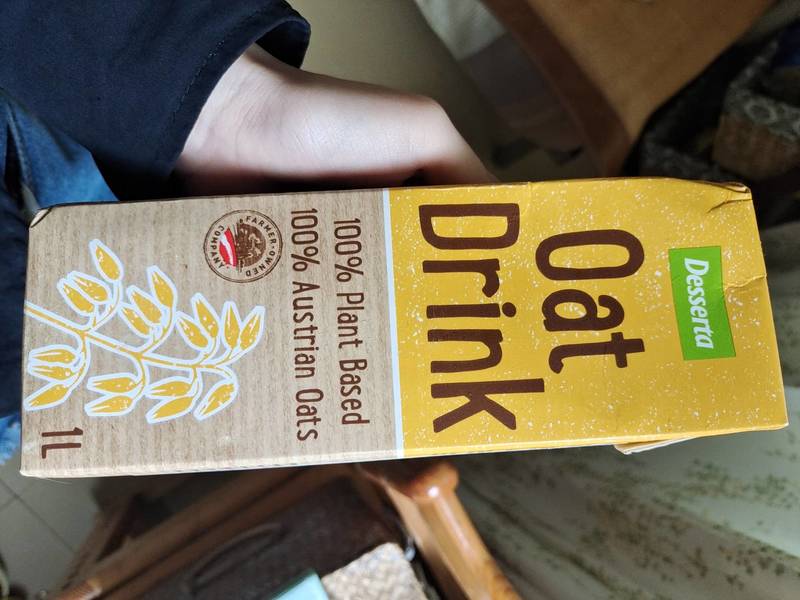 Desserta
Oat
Drink
100% Plant Based
100% Austrian Oats
FARMER-OWNED
COMPANY
1L